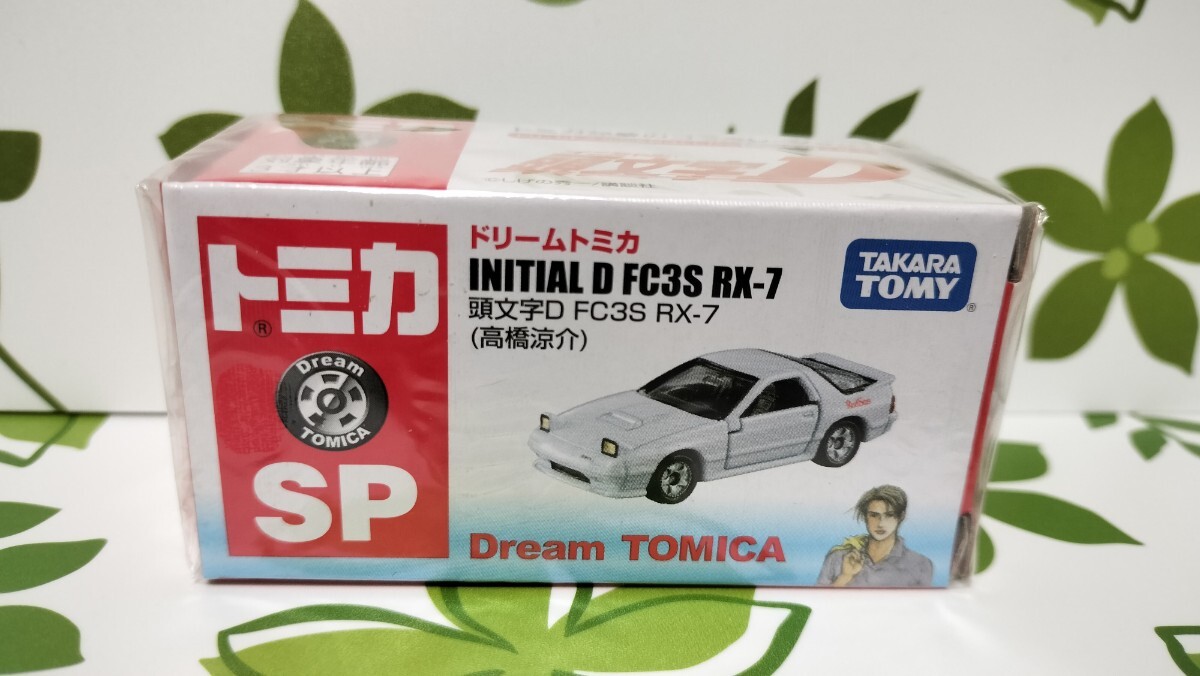 トミカ
®
Dream
TOMICA
SP
ドリームトミカ
INITIAL D FC3S RX-7
頭文字D FC3S RX-7
(高橋涼介)
TAKARA
TOMY
®
Dream TOMICA